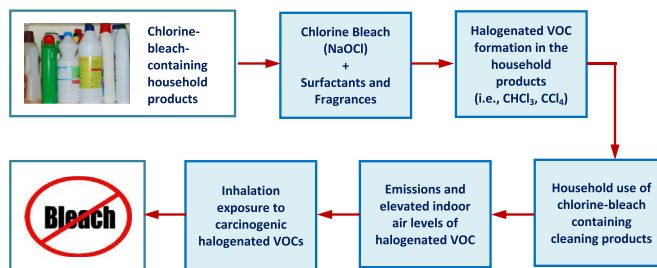 Chlorine-
bleach-
containing
household
products
Chlorine Bleach
(NaOCl)
+
Surfactants and
Fragrances
Halogenated VOC
formation in the
household
products
(i.e., CHCl₃, CCl₄)
Household use of
chlorine-bleach
containing
cleaning products
Emissions and
elevated indoor
air levels of
halogenated VOC
Inhalation
exposure to
carcinogenic
halogenated VOCs
Bleach